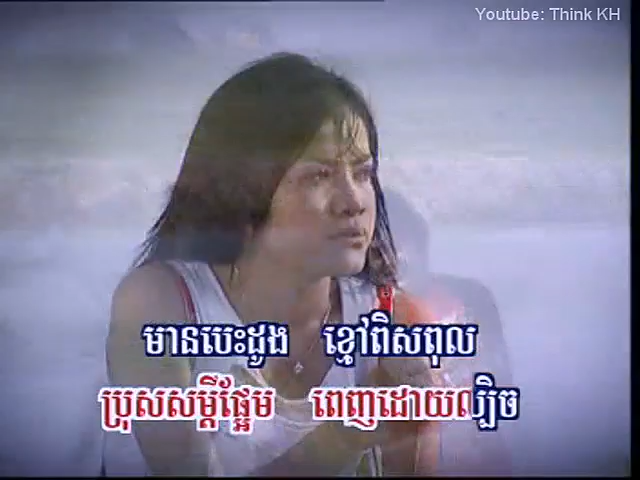 Youtube: Think KH
មានបេះដូង ខ្មៅពិសពុល
ប្រុសសម្ដីផ្អែម ពេញដោយល្បិច